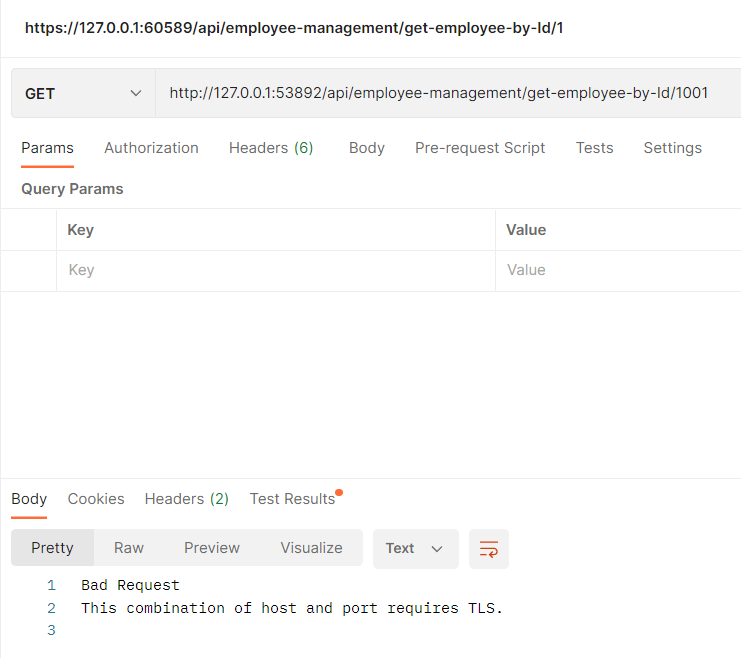 https://127.0.0.1:60589/api/employee-management/get-employee-by-Id/1
GET http://127.0.0.1:53892/api/employee-management/get-employee-by-Id/1001
Params Authorization Headers (6) Body Pre-request Script Tests Settings
Query Params
Key Value
Key Value
Body Cookies Headers (2) Test Results
Pretty Raw Preview Visualize Text
1 Bad Request
2 This combination of host and port requires TLS.
3